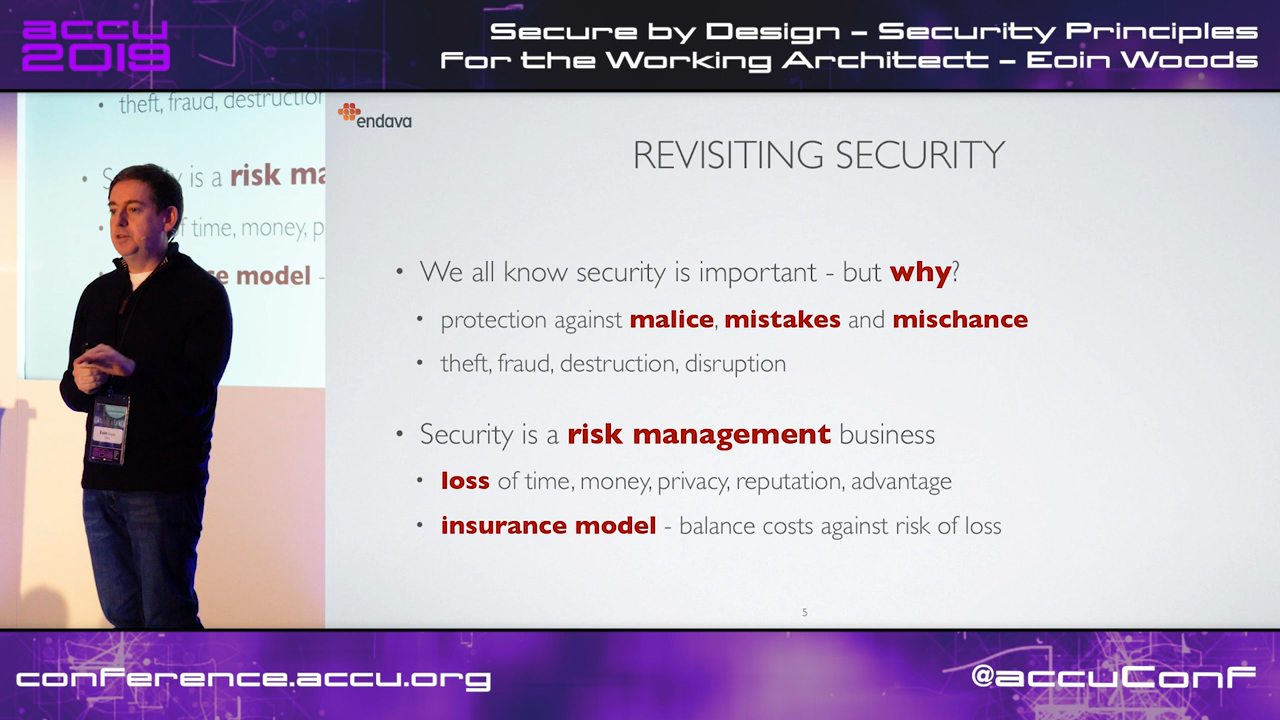 accu
2019
Secure by Design – Security Principles
For the Working Architect – Eoin Woods
theft, fraud, destruction
is a risk ma
of time, money, p
e model -
endava
REVISITING SECURITY
• We all know security is important - but why?
• protection against malice, mistakes and mischance
• theft, fraud, destruction, disruption
• Security is a risk management business
• loss of time, money, privacy, reputation, advantage
• insurance model - balance costs against risk of loss
5
conference.accu.org
@accuConf